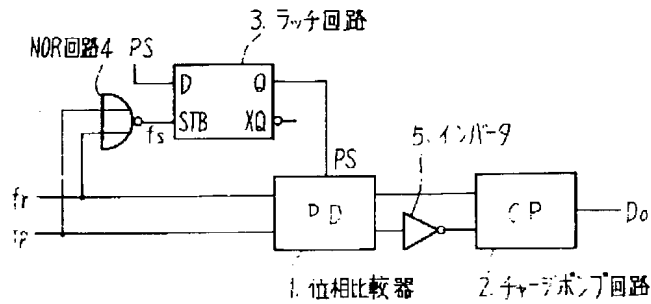 3. ラッチ回路
NOR回路4 PS
D Q
STB XQ
fs
PS
5. インバータ
fr
PD
CP
Do
fp
1. 位相比較器
2. チャージポンプ回路